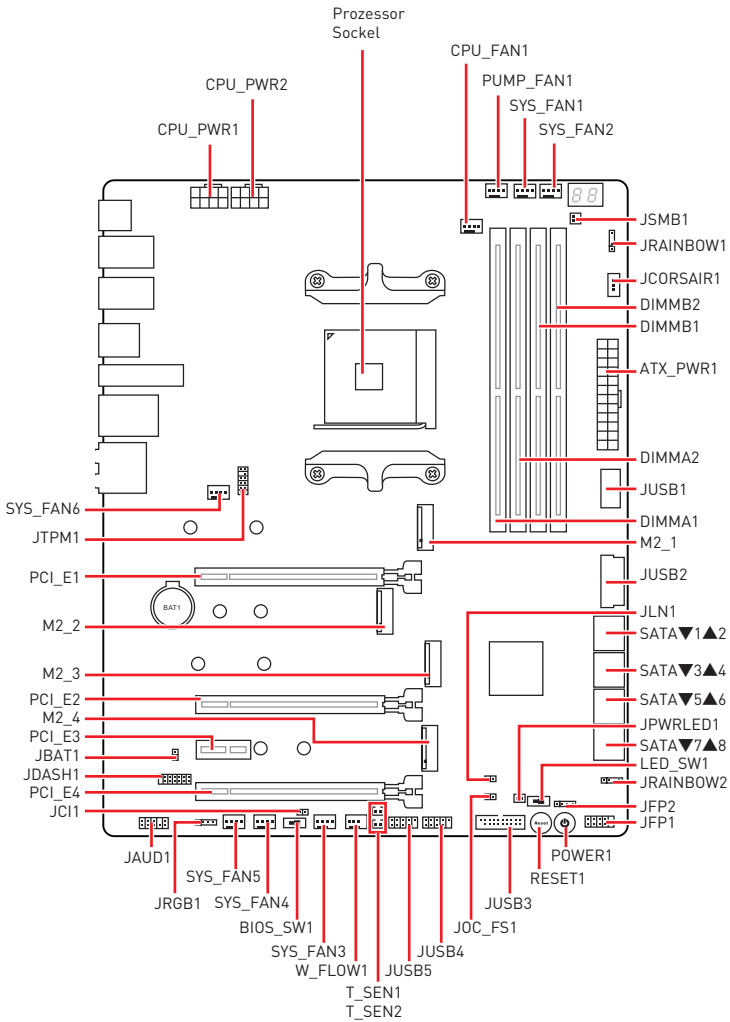 Prozessor
Sockel
CPU_FAN1
PUMP_FAN1
SYS_FAN1
SYS_FAN2
CPU_PWR2
CPU_PWR1
88
JSMB1
JRAINBOW1
JCORSAIR1
DIMMB2
DIMMB1
ATX_PWR1
DIMMA2
JUSB1
DIMMA1
M2_1
JUSB2
JLN1
SATA▼1▲2
SATA▼3▲4
SATA▼5▲6
JPWRLED1
SATA▼7▲8
LED_SW1
JRAINBOW2
JFP2
JFP1
SYS_FAN6
JTPM1
PCI_E1
BAT1
M2_2
M2_3
PCI_E2
M2_4
PCI_E3
JBAT1
JDASH1
PCI_E4
JCI1
Reset
JAUD1
JRGB1
SYS_FAN5
SYS_FAN4
BIOS_SW1
SYS_FAN3
W_FLOW1
T_SEN1
T_SEN2
JUSB5
JUSB4
JOC_FS1
JUSB3
RESET1
POWER1